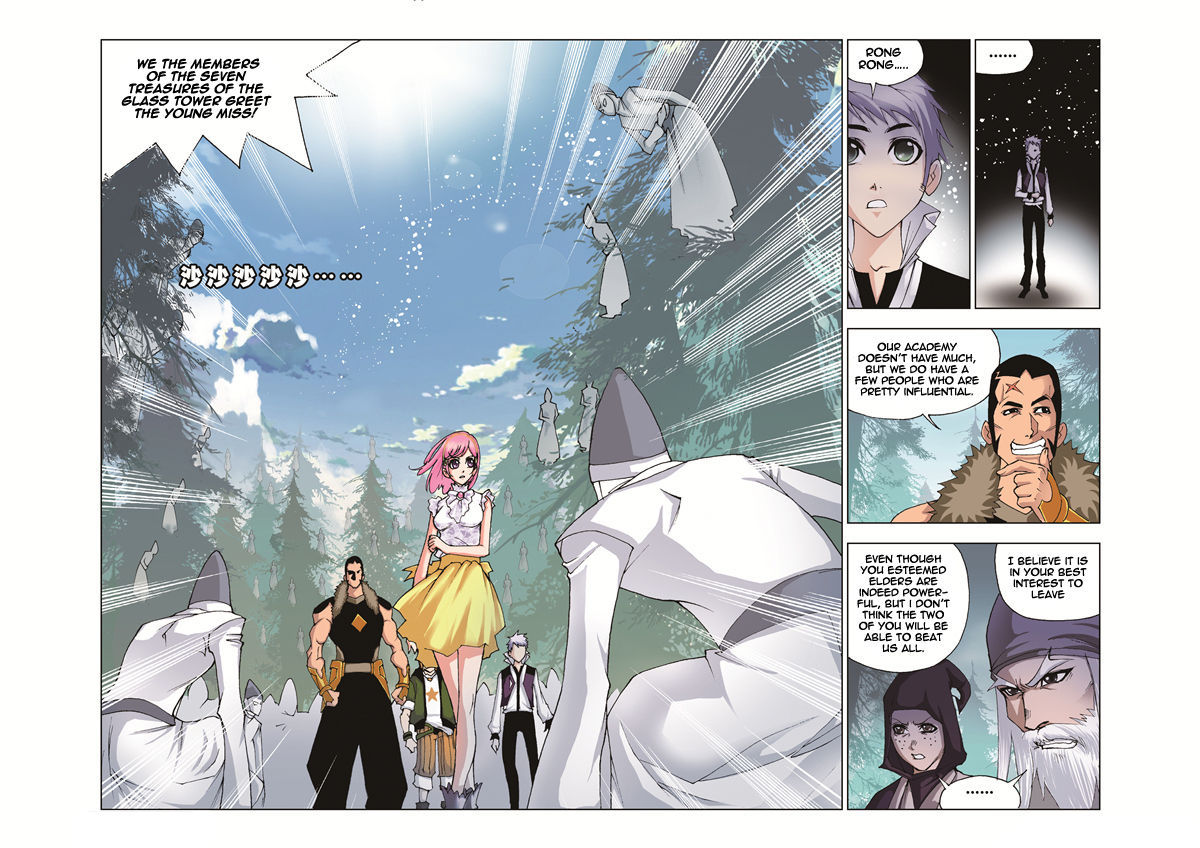 WE THE MEMBERS
OF THE SEVEN
TREASURES OF THE
GLASS TOWER GREET
THE YOUNG MISS!
沙沙沙沙沙……
RONG
RONG.....
......
OUR ACADEMY
DOESN'T HAVE MUCH,
BUT WE DO HAVE A
FEW PEOPLE WHO ARE
PRETTY INFLUENTIAL.
EVEN THOUGH
YOU ESTEEMED
ELDERS ARE
INDEED POWER-
FUL, BUT I DON'T
THINK THE TWO
OF YOU WILL BE
ABLE TO BEAT
US ALL.
I BELIEVE IT IS
IN YOUR BEST
INTEREST TO
LEAVE
......